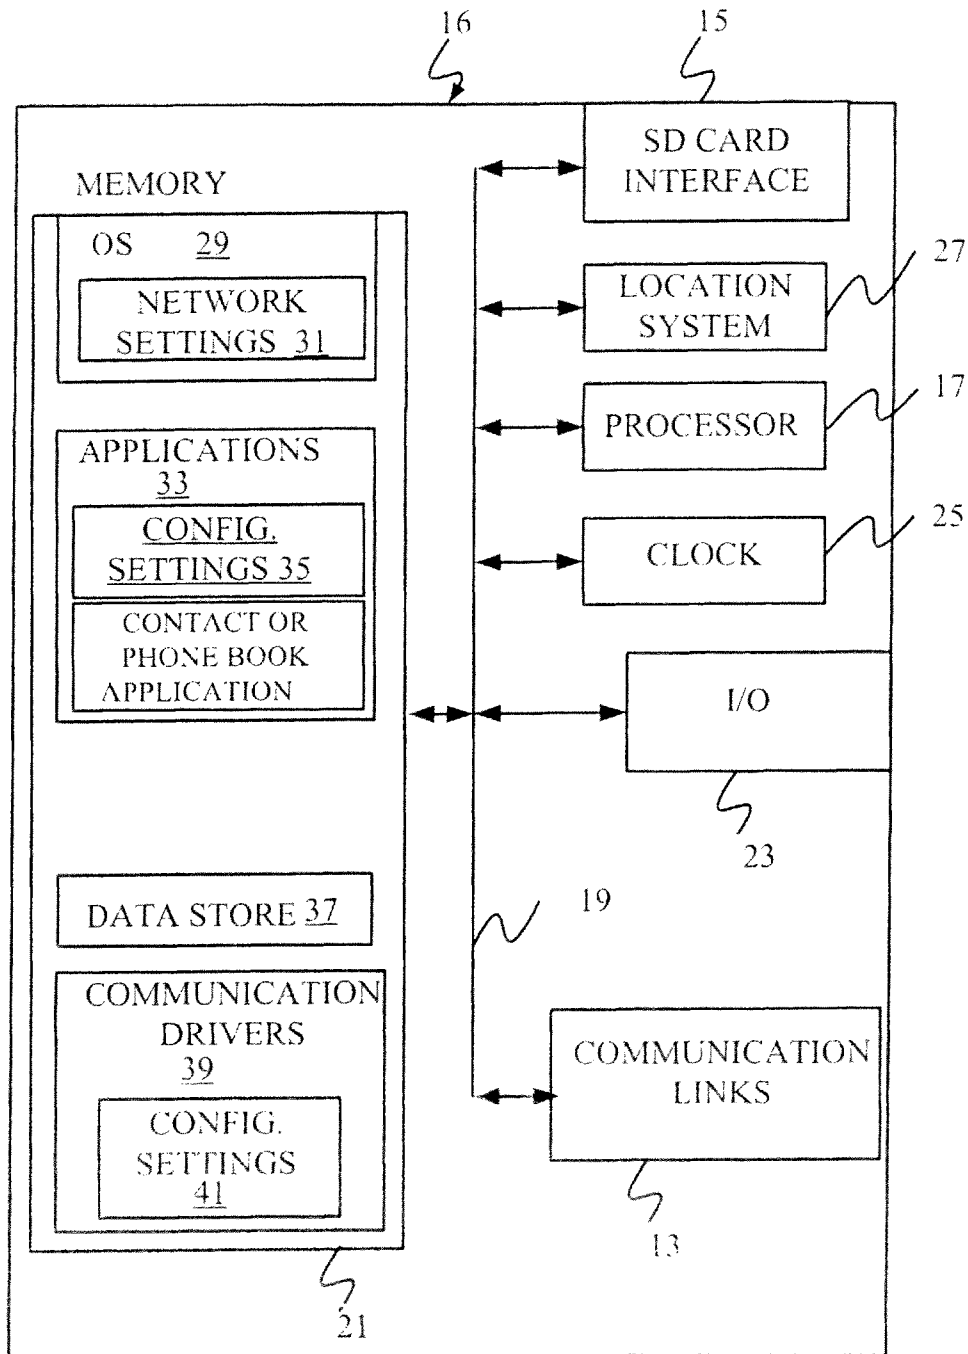 16
15
SD CARD
INTERFACE
MEMORY
OS 29
NETWORK
SETTINGS 31
27
LOCATION
SYSTEM
17
PROCESSOR
APPLICATIONS
33
CONFIG.
SETTINGS 35
CONTACT OR
PHONE BOOK
APPLICATION
25
CLOCK
I/O
23
DATA STORE 37
19
COMMUNICATION
DRIVERS
39
CONFIG.
SETTINGS
41
COMMUNICATION
LINKS
13
21